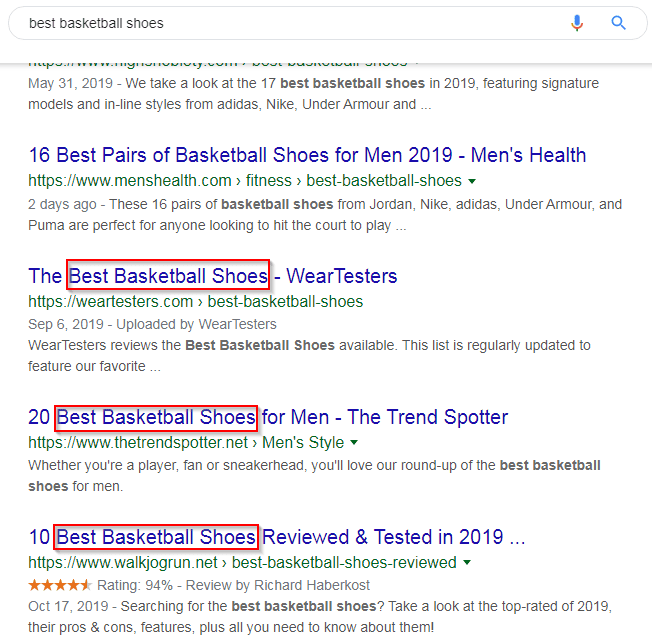 best basketball shoes
https://www.highsnobiety.com › best-basketball-shoes
May 31, 2019 - We take a look at the 17 best basketball shoes in 2019, featuring signature
models and in-line styles from adidas, Nike, Under Armour and ...
16 Best Pairs of Basketball Shoes for Men 2019 - Men's Health
https://www.menshealth.com › fitness › best-basketball-shoes
2 days ago - These 16 pairs of basketball shoes from Jordan, Nike, adidas, Under Armour, and
Puma are perfect for anyone looking to hit the court to play ...
The Best Basketball Shoes - WearTesters
https://weartesters.com › best-basketball-shoes
Sep 6, 2019 - Uploaded by WearTesters
WearTesters reviews the Best Basketball Shoes available. This list is regularly updated to
feature our favorite ...
20 Best Basketball Shoes for Men - The Trend Spotter
https://www.thetrendspotter.net › Men's Style
Whether you're a player, fan or sneakerhead, you'll love our round-up of the best basketball
shoes for men.
10 Best Basketball Shoes Reviewed & Tested in 2019 ...
https://www.walkjogrun.net › best-basketball-shoes-reviewed
Rating: 94% - Review by Richard Haberkost
Oct 17, 2019 - Searching for the best basketball shoes? Take a look at the top-rated of 2019,
their pros & cons, features, plus all you need to know about them!